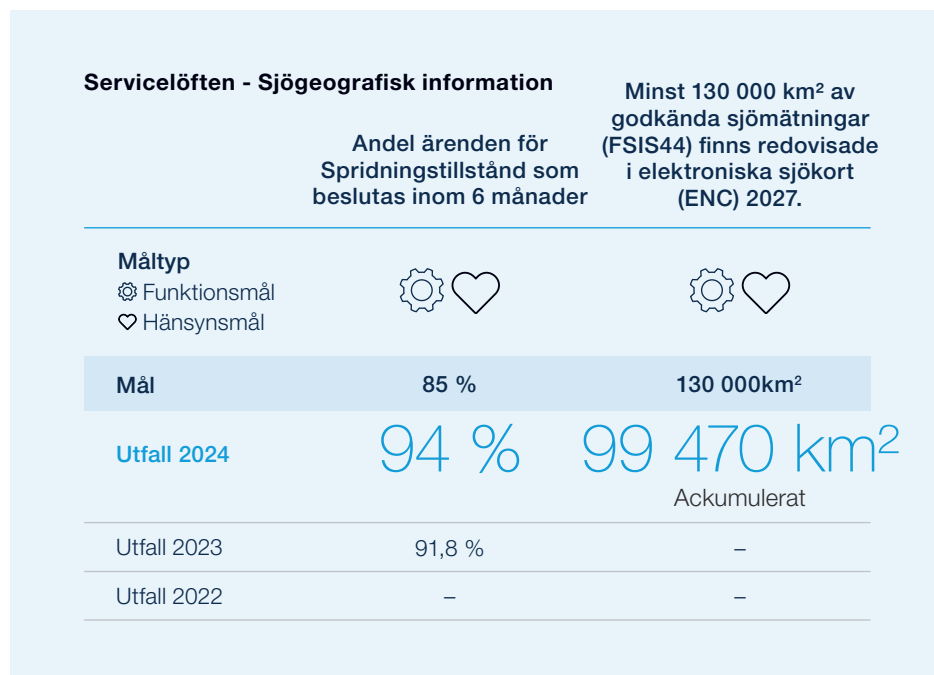 Servicelöften - Sjögeografisk information
Andel ärenden för
Spridningstillstånd som
beslutas inom 6 månader
Minst 130 000 km² av
godkända sjömätningar
(FSIS44) finns redovisade
i elektroniska sjökort
(ENC) 2027.
Måltyp
Funktionsmål
Hänsynsmål
Mål 85 % 130 000km²
Utfall 2024 94 % 99 470 km²
Ackumulerat
Utfall 2023 91,8 % –
Utfall 2022 – –